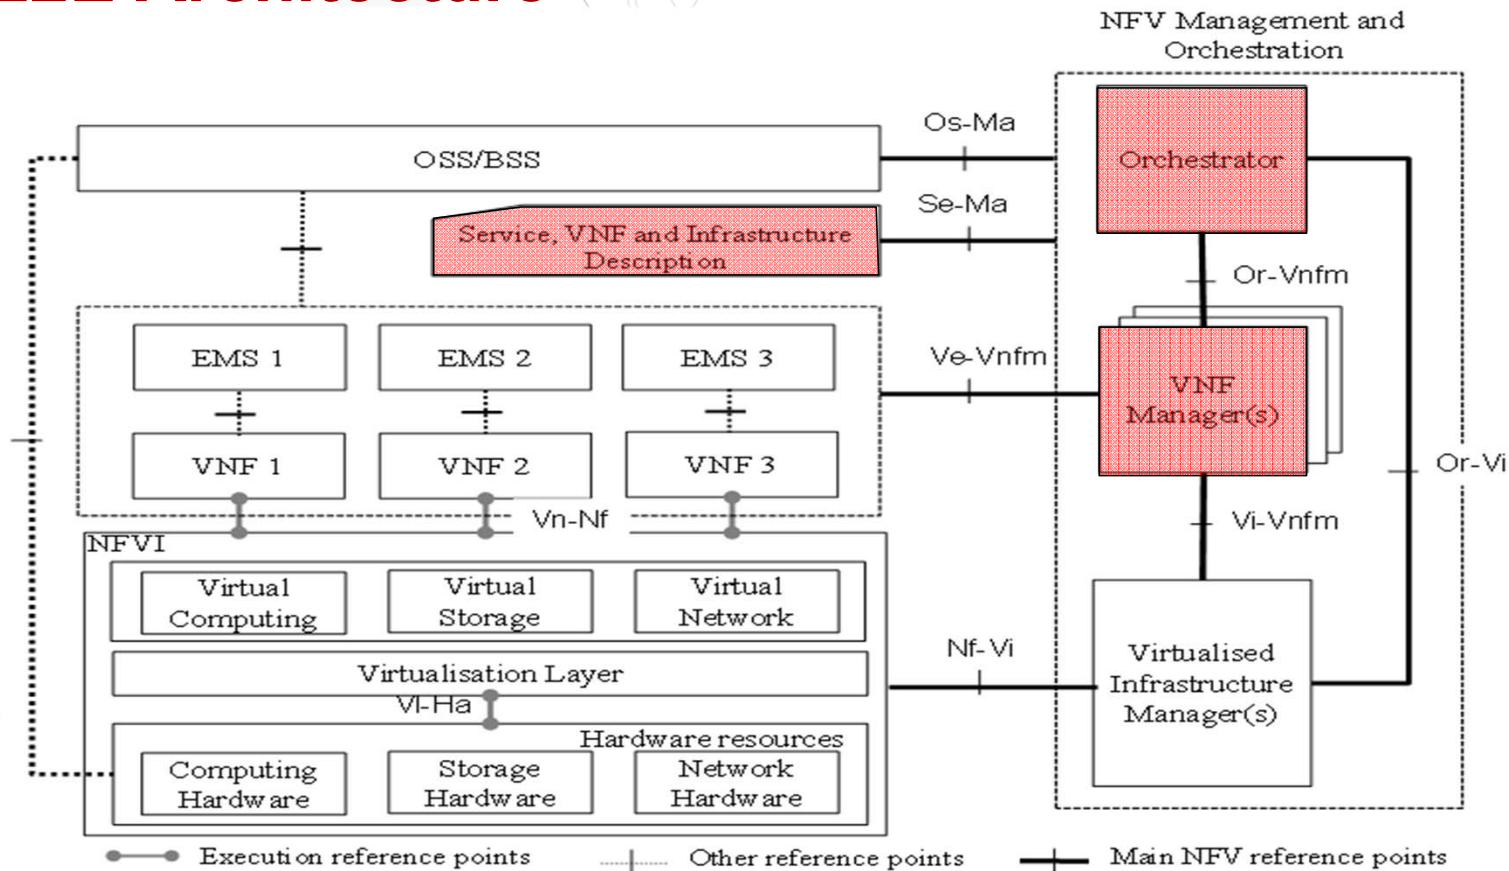 Architecture
NFV Management and
Orchestration
Os-Ma
OSS/BSS
Orchestrator
Se-Ma
Service, VNF and Infrastructure
Description
Or-Vnfm
EMS 1
EMS 2
EMS 3
Ve-Vnfm
VNF
Manager(s)
VNF 1
VNF 2
VNF 3
Or-Vi
Vn-Nf
Vi-Vnfm
NFVI
Virtual
Computing
Virtual
Storage
Virtual
Network
Nf-Vi
Virtualisation Layer
Virtualised
Infrastructure
Manager(s)
Vl-Ha
Hardware resources
Computing
Hardware
Storage
Hardware
Network
Hardware
Execution reference points
Other reference points
Main NFV reference points